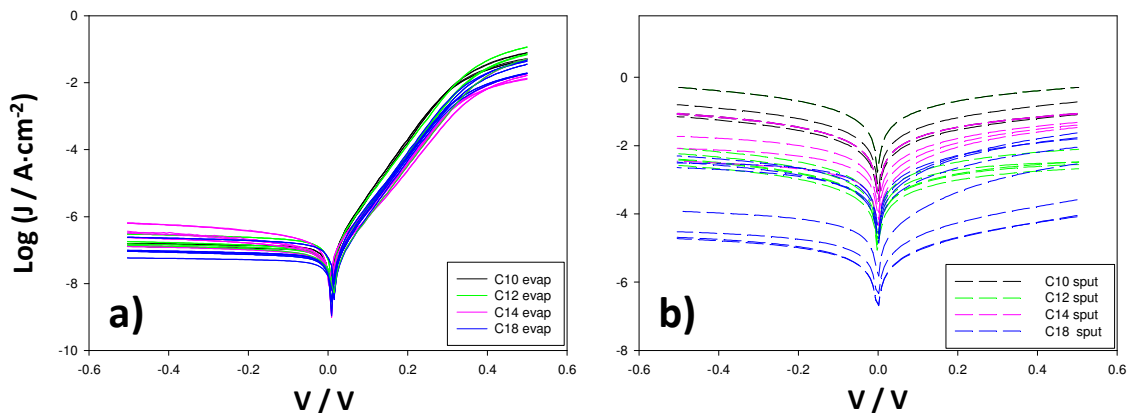 0
-2
-4
-6
-8
-10
-0.6
-0.4
-0.2
0.0
0.2
0.4
0.6
Log (J / A·cm-2)
V / V
a)
C10 evap
C12 evap
C14 evap
C18 evap
0
-2
-4
-6
-8
-0.6
-0.4
-0.2
0.0
0.2
0.4
0.6
V / V
b)
C10 sput
C12 sput
C14 sput
C18 sput